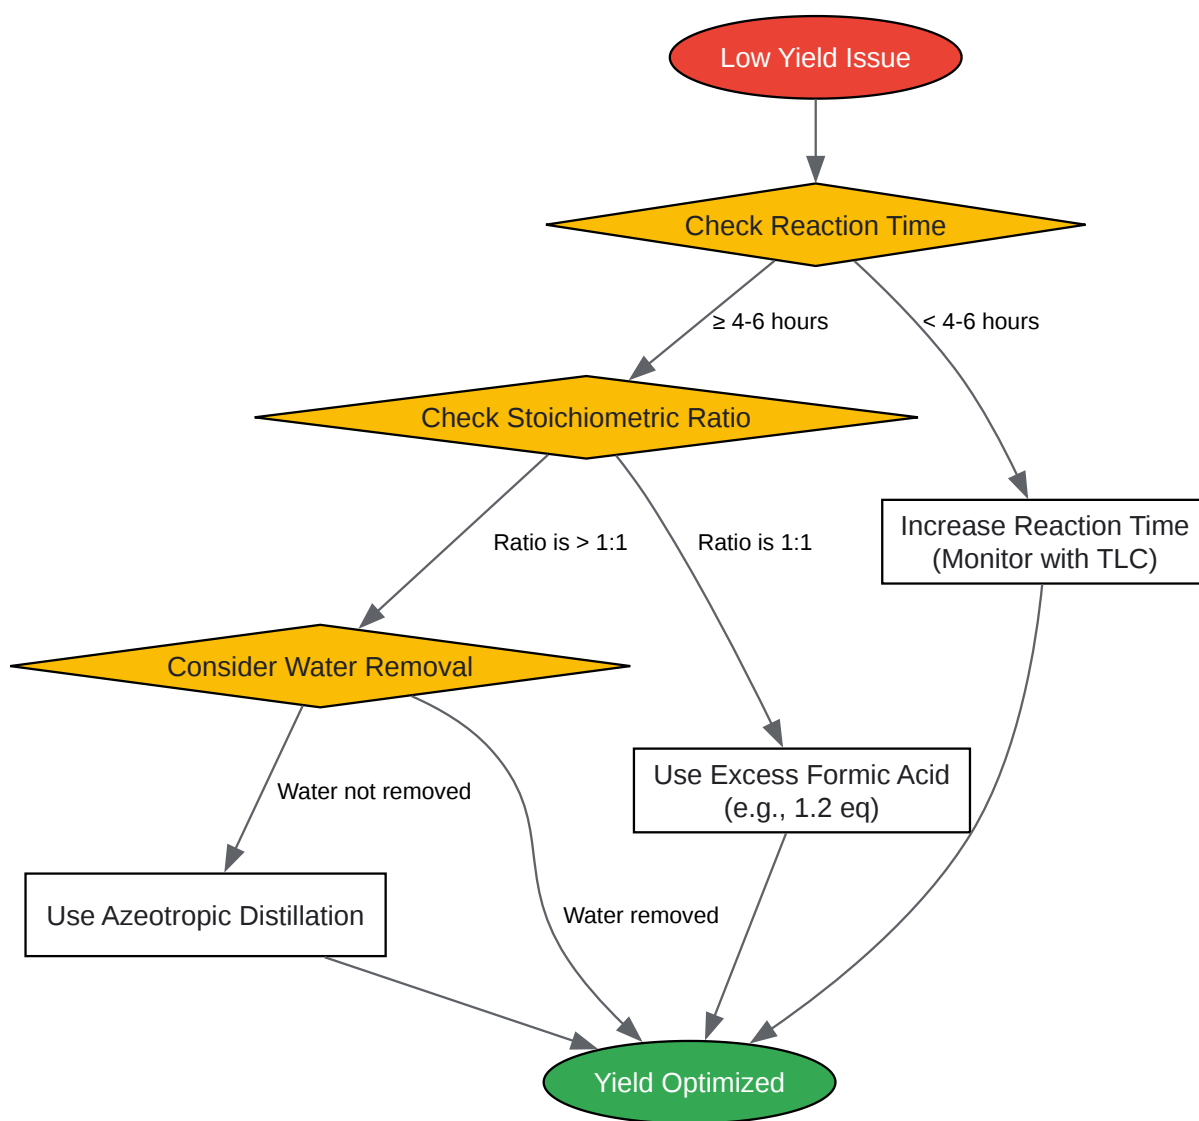 Low Yield Issue
Check Reaction Time
≥ 4-6 hours
< 4-6 hours
Check Stoichiometric Ratio
Increase Reaction Time
(Monitor with TLC)
Ratio is > 1:1
Ratio is 1:1
Consider Water Removal
Use Excess Formic Acid
(e.g., 1.2 eq)
Water not removed
Use Azeotropic Distillation
Water removed
Yield Optimized